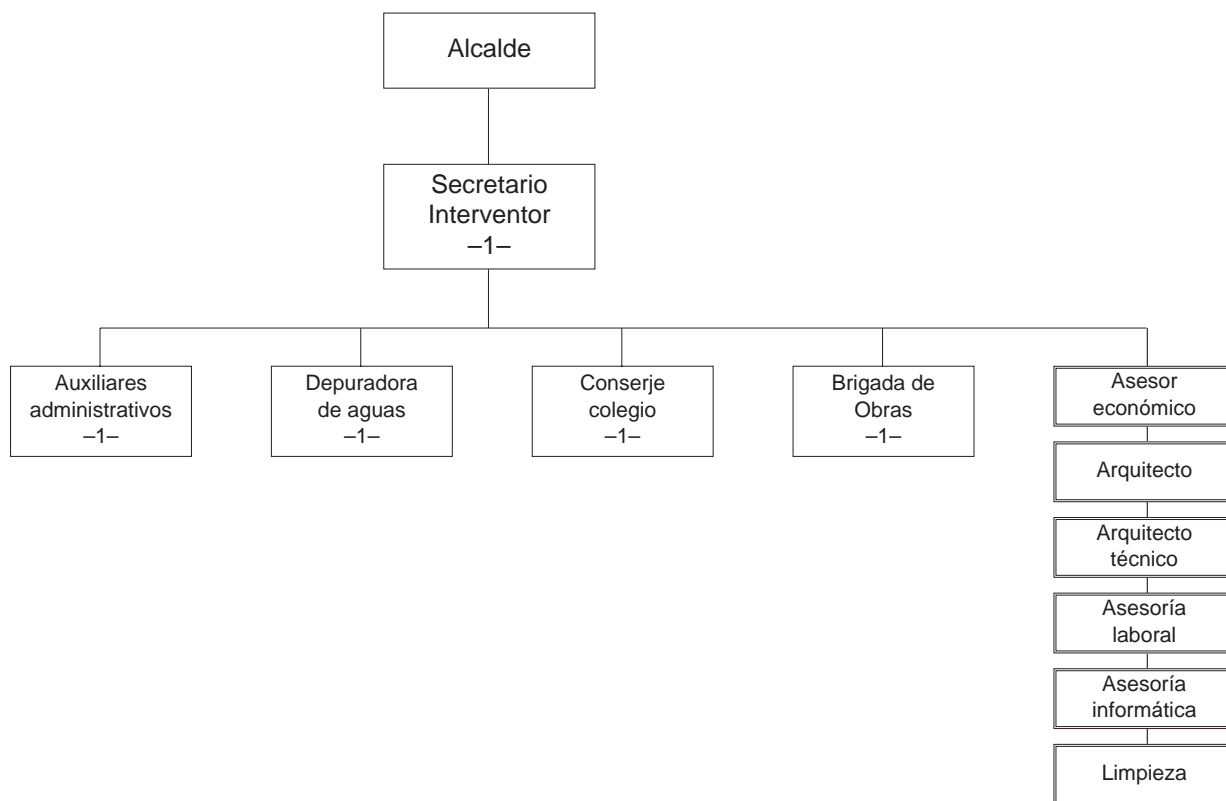 Alcalde
Secretario
Interventor
–1–
Auxiliares
administrativos
–1–
Depuradora
de aguas
–1–
Conserje
colegio
–1–
Brigada de
Obras
–1–
Asesor
económico
Arquitecto
Arquitecto
técnico
Asesoría
laboral
Asesoría
informática
Limpieza